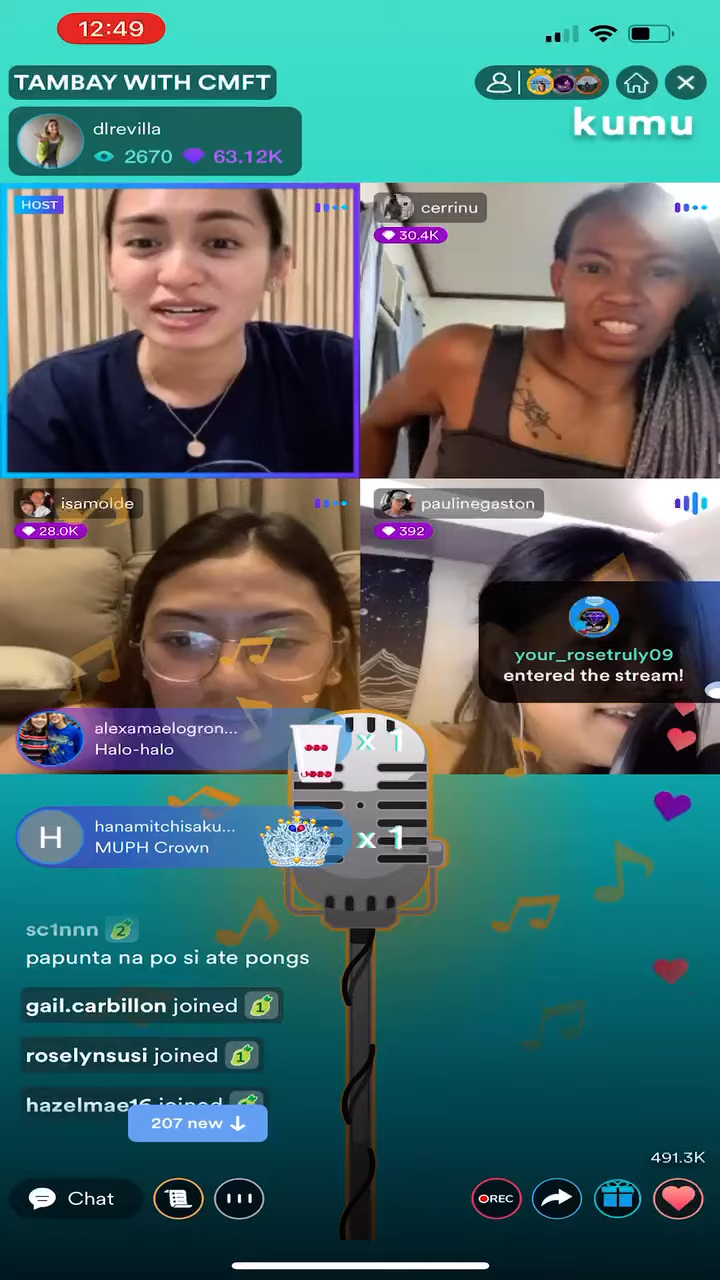 12:49
TAMBAY WITH CMFT
kumu
dlrevilla
2670
63.12K
HOST
cerrinu
30.4K
isamolde
28.0K
paulinegaston
392
your_rosetruly09
entered the stream!
alexamaelogron...
Halo-halo
x 1
H
hanamitchisaku...
MUPH Crown
x 1
sc1nnn 2
papunta na po si ate pongs
gail.carbillon joined 1
roselynsusi joined 1
hazelmae16 joined
207 new
491.3K
Chat
REC